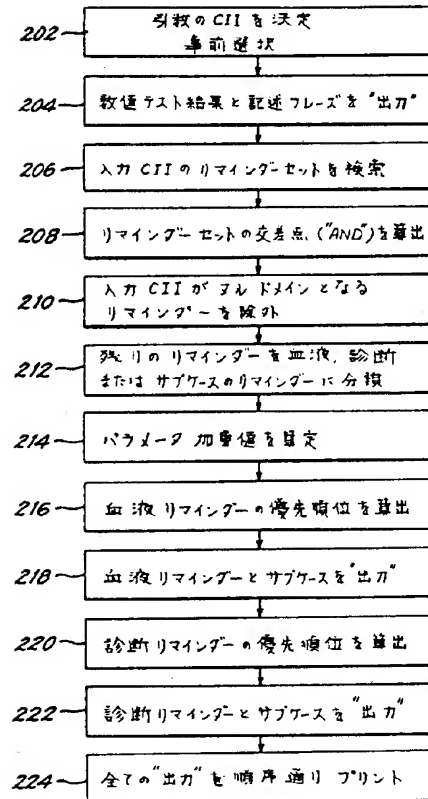 202
引数のCIIを決定
事前選択
204
数値テスト結果と記述フレーズを"出力"
206
入力CIIのリマインダーセットを検索
208
リマインダーセットの交差点("AND")を算出
210
入力CIIがヌルドメインとなる
リマインダーを除外
212
残りのリマインダーを血液、診断
またはサブケースのリマインダーに分類
214
パラメータ加重値を算定
216
血液リマインダーの優先順位を算出
218
血液リマインダーとサブケースを"出力"
220
診断リマインダーの優先順位を算出
222
診断リマインダーとサブケースを"出力"
224
全ての"出力"を順序通りプリント